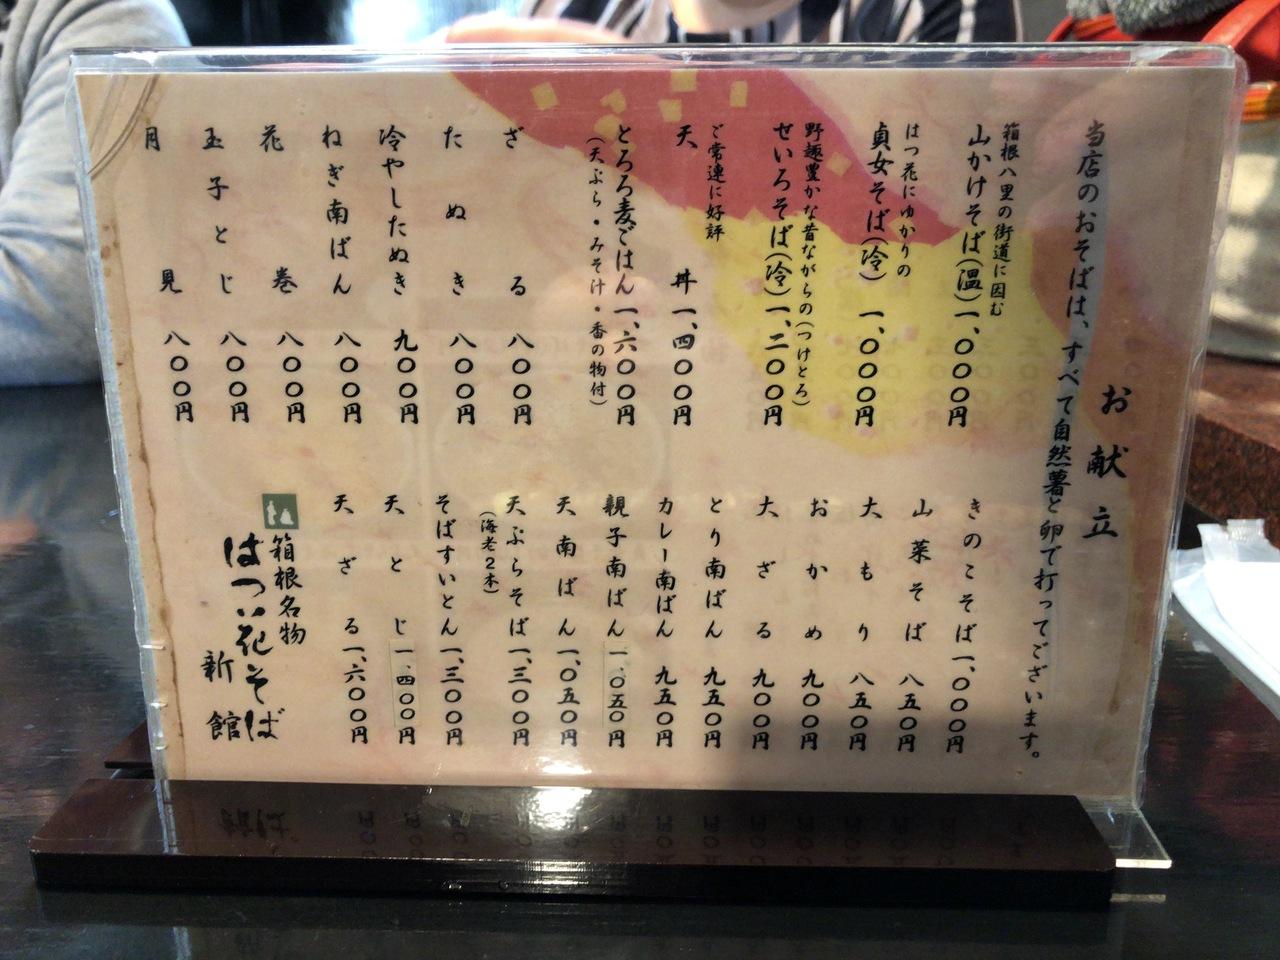 お献立
当店のおそばは、すべて自然薯と卵で打ってございます。
箱根八里の街道に因む
山かけそば(温)一、〇〇〇円
はつ花にゆかりの
貞女そば(冷)一、〇〇〇円
野趣豊かな昔ながらの(つけとろ)
せいろそば(冷)一、二〇〇円
ご常連に好評
天丼一、四〇〇円
とろろ麦ごはん一、六〇〇円
(天ぷら・みそけ・香の物付)
ざる八〇〇円
たぬき八〇〇円
冷やしたぬき九〇〇円
ねぎ南ばん八〇〇円
花巻八〇〇円
玉子とじ八〇〇円
月見八〇〇円
きのこそば一、〇〇〇円
山菜そば八五〇円
大もり八五〇円
おかめ九〇〇円
大ざる九〇〇円
とり南ばん九五〇円
カレー南ばん九五〇円
親子南ばん一、〇五〇円
天南ばん一、〇五〇円
天ぷらそば一、三〇〇円
(海老2本)
そばすいとん一、三〇〇円
天とじ一、四〇〇円
天ざる一、六〇〇円
箱根名物
はつ花そば
新館